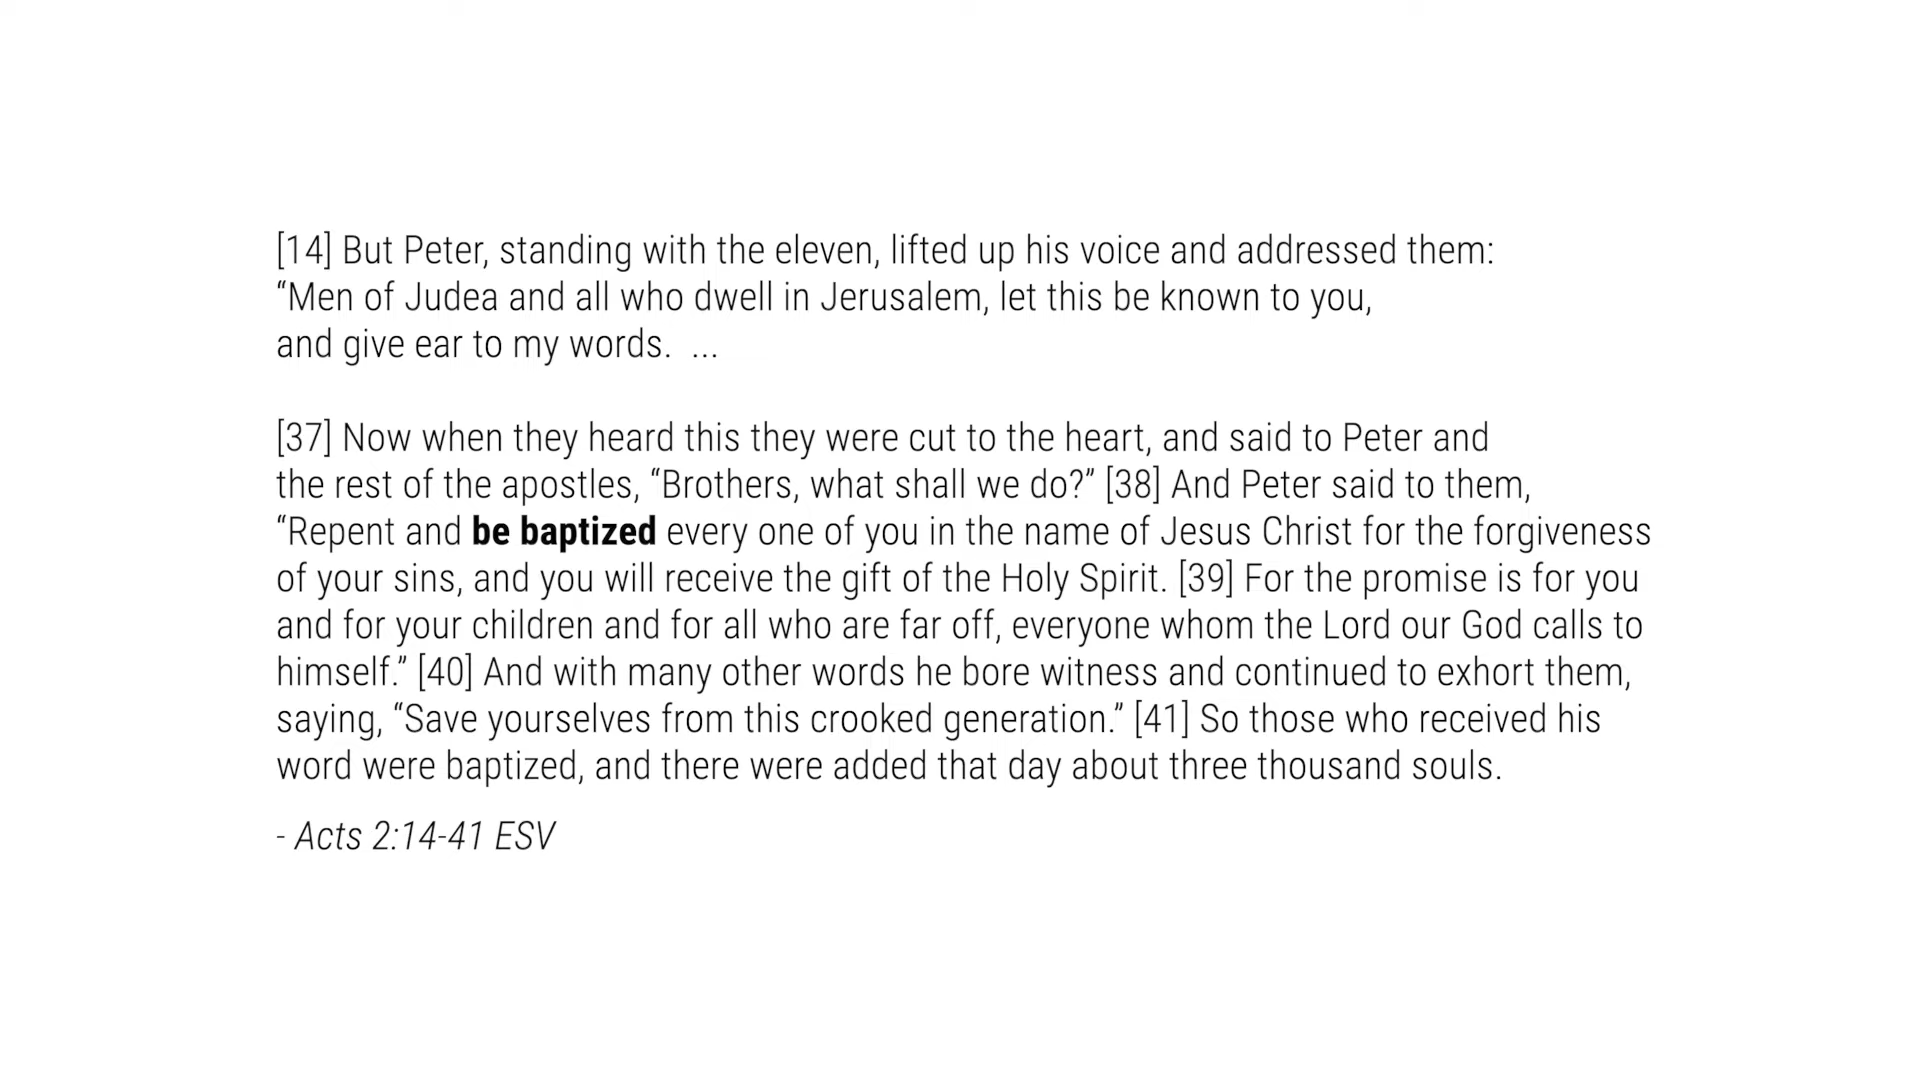 [14] But Peter, standing with the eleven, lifted up his voice and addressed them:
“Men of Judea and all who dwell in Jerusalem, let this be known to you,
and give ear to my words.  ...
[37] Now when they heard this they were cut to the heart, and said to Peter and
the rest of the apostles, “Brothers, what shall we do?” [38] And Peter said to them,
“Repent and be baptized every one of you in the name of Jesus Christ for the forgiveness
of your sins, and you will receive the gift of the Holy Spirit. [39] For the promise is for you
and for your children and for all who are far off, everyone whom the Lord our God calls to
himself.” [40] And with many other words he bore witness and continued to exhort them,
saying, “Save yourselves from this crooked generation.” [41] So those who received his
word were baptized, and there were added that day about three thousand souls.
- Acts 2:14-41 ESV